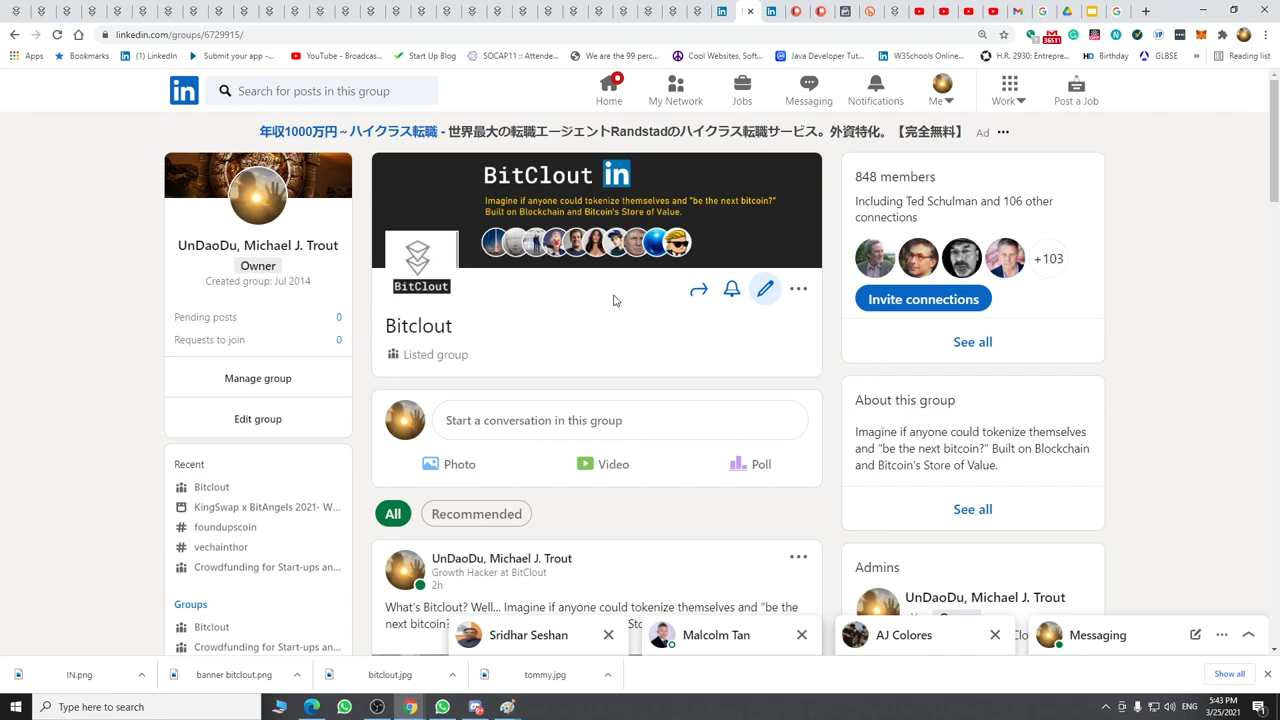 linkedin.com/groups/6729915/
Apps
Bookmarks
(1) LinkedIn
Submit your app -...
YouTube - Broadcas...
Start Up Blog
SOCAP11 :: Attende...
We are the 99 perc...
Cool Websites, Soft...
Java Developer Tut...
W3Schools Online...
H.R. 2930: Entrepre...
Birthday
GLBSE
»
Reading list
Search for posts in this group
Home
My Network
Jobs
Messaging
Notifications
Me
Work
Post a Job
年収1000万円～ハイクラス転職 - 世界最大の転職エージェントRandstadのハイクラス転職サービス。外資特化。【完全無料】 Ad
UnDaoDu, Michael J. Trout
Owner
Created group: Jul 2014
Pending posts 0
Requests to join 0
Manage group
Edit group
Recent
Bitclout
KingSwap x BitAngels 2021- W...
foundupscoin
vechainthor
Crowdfunding for Start-ups an...
Groups
Bitclout
Crowdfunding for Start-ups an...
BitClout in
Imagine if anyone could tokenize themselves and "be the next bitcoin?"
Built on Blockchain and Bitcoin's Store of Value.
BitClout
Bitclout
Listed group
Start a conversation in this group
Photo
Video
Poll
All
Recommended
UnDaoDu, Michael J. Trout
Growth Hacker at BitClout
2h
What's Bitclout? Well... Imagine if anyone could tokenize themselves and "be the
next bitcoin?
848 members
Including Ted Schulman and 106 other
connections
+103
Invite connections
See all
About this group
Imagine if anyone could tokenize themselves
and "be the next bitcoin?" Built on Blockchain
and Bitcoin's Store of Value.
See all
Admins
UnDaoDu, Michael J. Trout
Sridhar Seshan
Malcolm Tan
AJ Colores
Messaging
IN.png
banner bitclout.png
bitclout.jpg
tommy.jpg
Show all
Type here to search
ENG
5:43 PM
3/25/2021